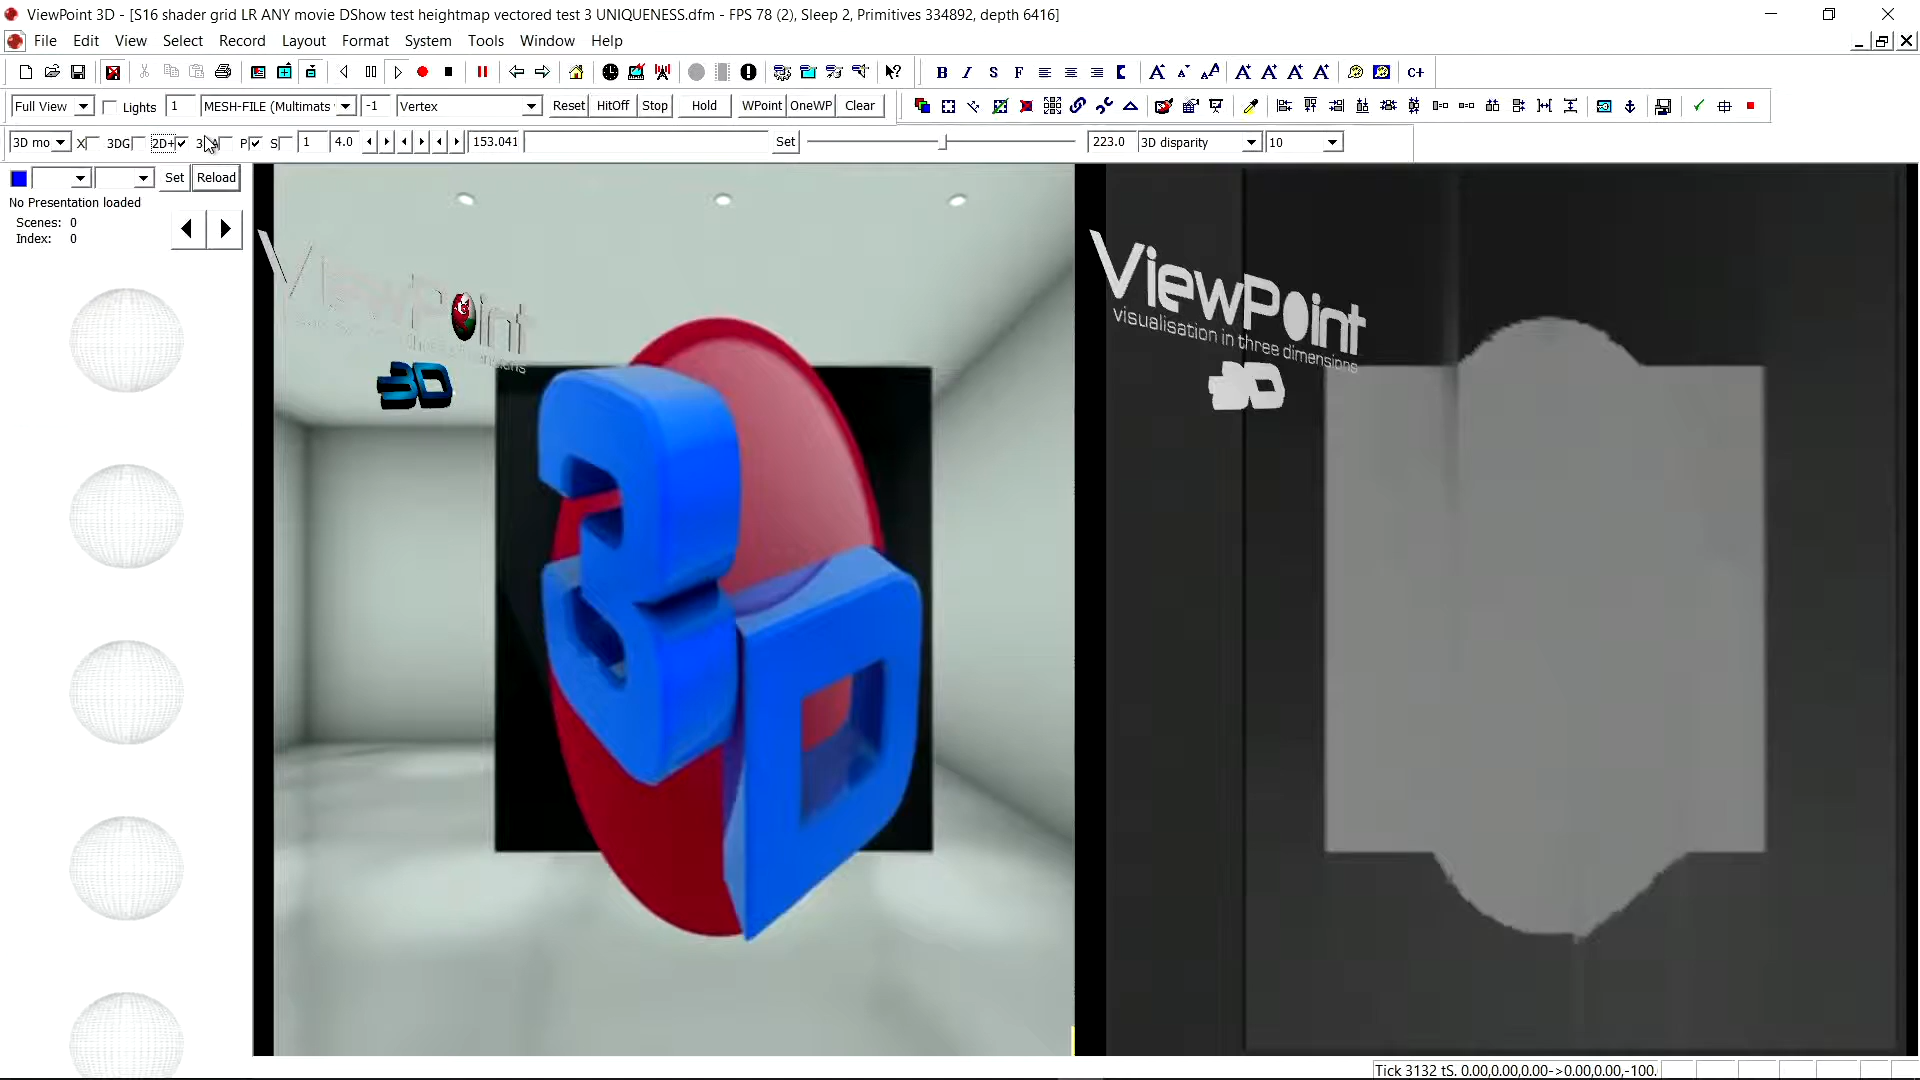 ViewPoint 3D - [S16 shader grid LR ANY movie DShow test heightmap vectored test 3 UNIQUENESS.dfm - FPS 78 (2), Sleep 2, Primitives 334892, depth 6416]
File Edit View Select Record Layout Format System Tools Window Help
B I S F C+
Full View Lights 1 MESH-FILE (Multimats -1 Vertex Reset HitOff Stop Hold WPoint OneWP Clear
3D mo X 3DG 2D+ P S 1 4.0 153.041 Set 223.0 3D disparity 10
Set Reload
No Presentation loaded
Scenes: 0
Index: 0
ViewPoint
3D
3D
ViewPoint
visualisation in three dimensions
3D
Tick 3132 tS. 0.00,0.00,0.00->0.00,0.00,-100.